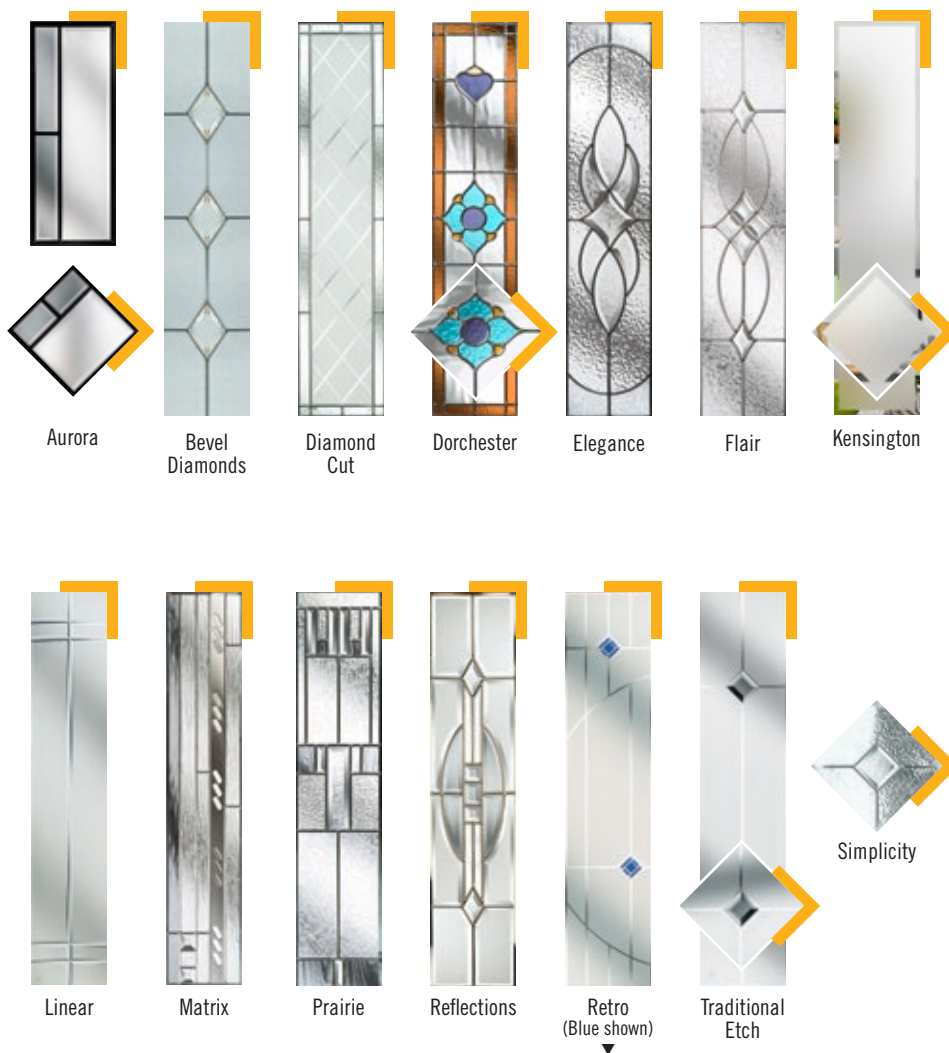 Aurora
Bevel
Diamonds
Diamond
Cut
Dorchester
Elegance
Flair
Kensington
Simplicity
Linear
Matrix
Prairie
Reflections
Retro
(Blue shown)
Traditional
Etch